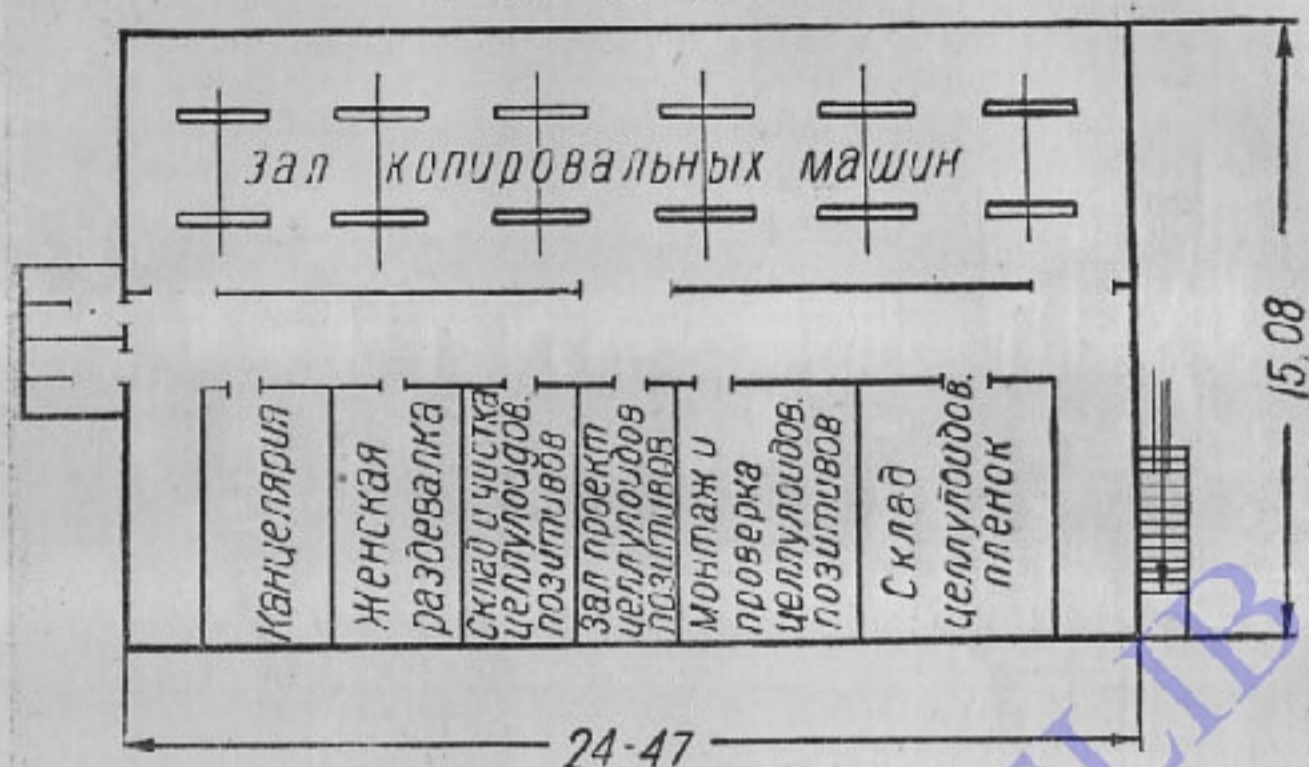 зал копировальных машин
Канцелярия
Женская
раздевалка
Склад и чистка
целлулоидов.
позитивов
зал проект
целлулоидов
позитивов
монтаж и
проверка
целлулоидов.
позитивов
Склад
целлулоидов.
пленок
15,08
24-47